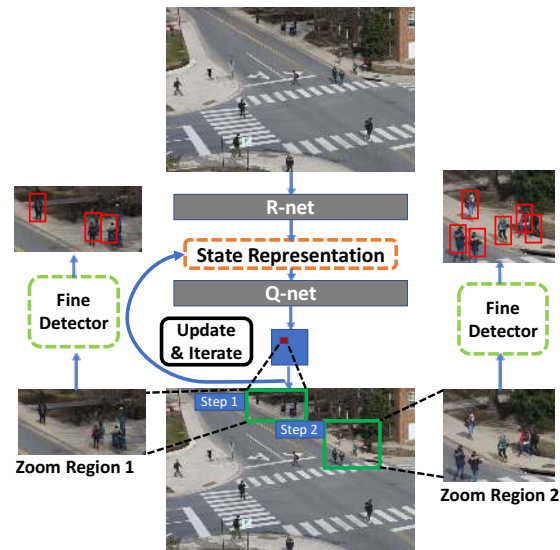 R-net
State Representation
Q-net
Update
& Iterate
Fine
Detector
Fine
Detector
Step 1
Step 2
Zoom Region 1
Zoom Region 2